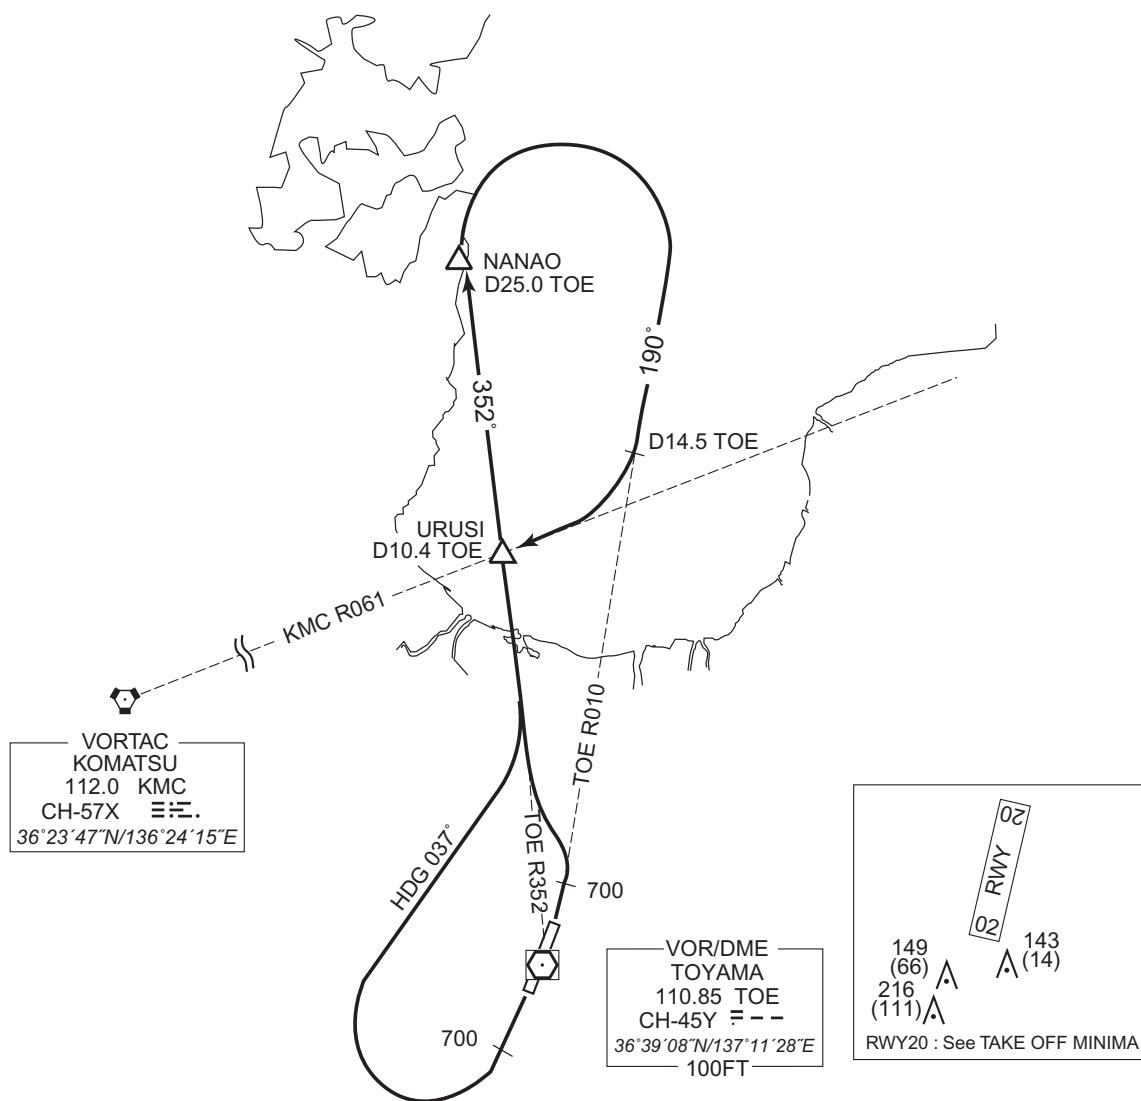 NANAO
D25.0 TOE
190°
352°
D14.5 TOE
URUSI
D10.4 TOE
KMC R061
VORTAC
KOMATSU
112.0 KMC
CH-57X
36°23´47˝N/136°24´15˝E
TOE R010
HDG 037°
TOE R352
700
700
VOR/DME
TOYAMA
110.85 TOE
CH-45Y
36°39´08˝N/137°11´28˝E
100FT
20
RWY
02
149
(66)
143
(14)
216
(111)
RWY20 : See TAKE OFF MINIMA